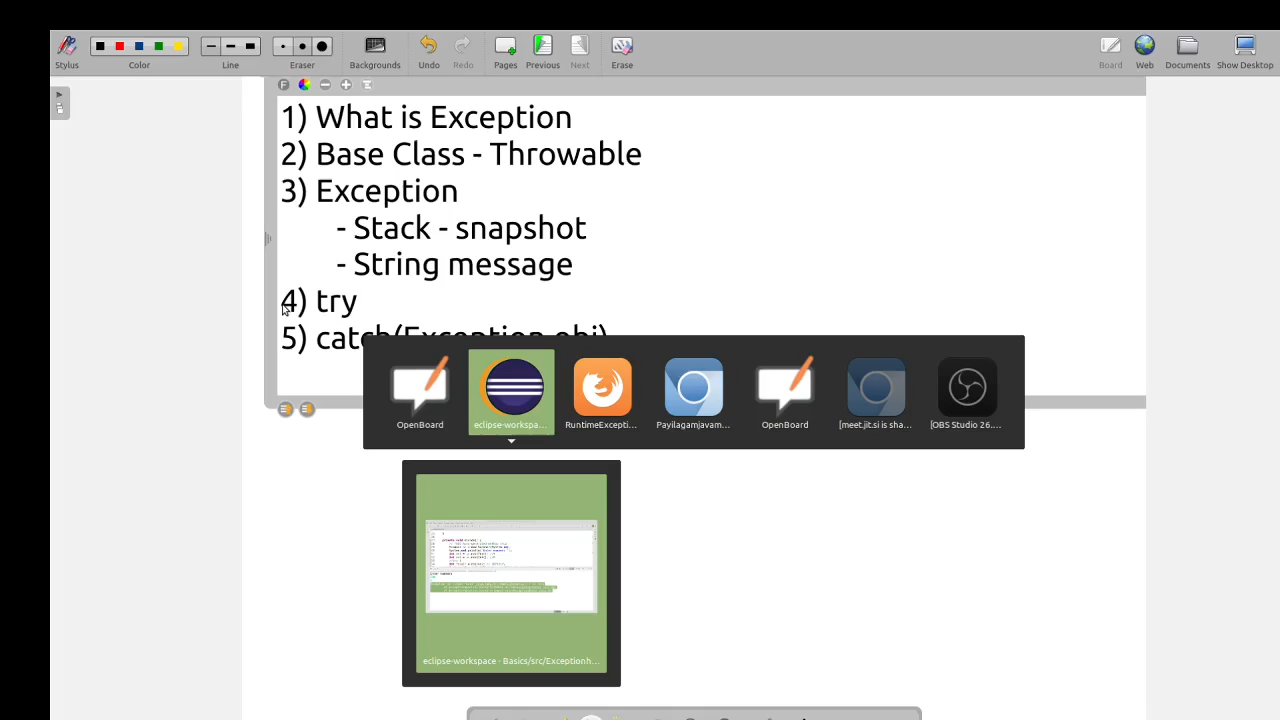 Stylus
Color
Line
Eraser
Backgrounds
Undo
Redo
Pages
Previous
Next
Erase
Board
Web
Documents
Show Desktop
1) What is Exception
2) Base Class - Throwable
3) Exception
- Stack - snapshot
- String message
4) try
5) catch(Exception obj)
OpenBoard
eclipse-workspa...
RuntimeExcepti...
Payilagamjavam...
OpenBoard
[meet.jit.si is sha...
[OBS Studio 26....
eclipse-workspace - Basics/src/Exceptionh...